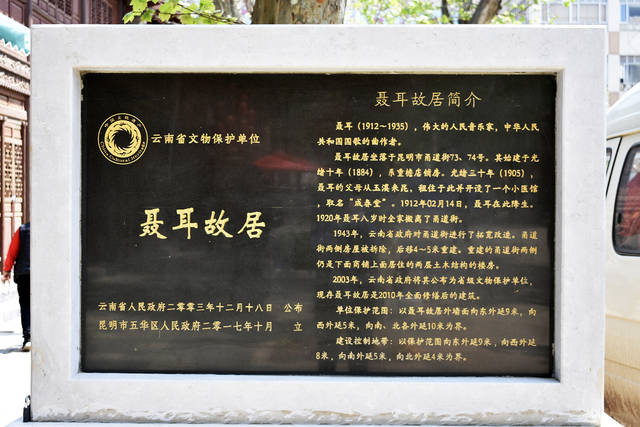 云南省文物保护单位
聂耳故居
云南省人民政府二零零三年十二月十八日 公布
昆明市五华区人民政府二零一七年十月 立
聂耳故居简介
聂耳(1912~1935)，伟大的人民音乐家，中华人民
共和国国歌的曲作者。
聂耳故居坐落于昆明市甬道街73、74号。其始建于光
绪十年(1884)，系重檐店铺房。光绪三十年(1905)，
聂耳的父母从玉溪来昆，租住于此并开设了一个小医馆
，取名“成春堂”。1912年02月14日，聂耳在此降生。
1920年聂耳八岁时全家搬离了甬道街。
1943年，云南省政府对甬道街进行了拓宽改造。甬道
街两侧房屋被拆除，后移4~5米重建。重建的甬道街两侧
仍是下面商铺上面居住的两层土木结构的楼房。
2003年，云南省政府将其公布为省级文物保护单位，
现存聂耳故居是2010年全面修缮后的建筑。
单位保护范围：以聂耳故居外墙面向东外延9米，向
西外延5米，向南、北各外延10米为界。
建设控制地带：以保护范围向东外延9米，向西外延
8米，向南外延5米，向北外延4米为界。